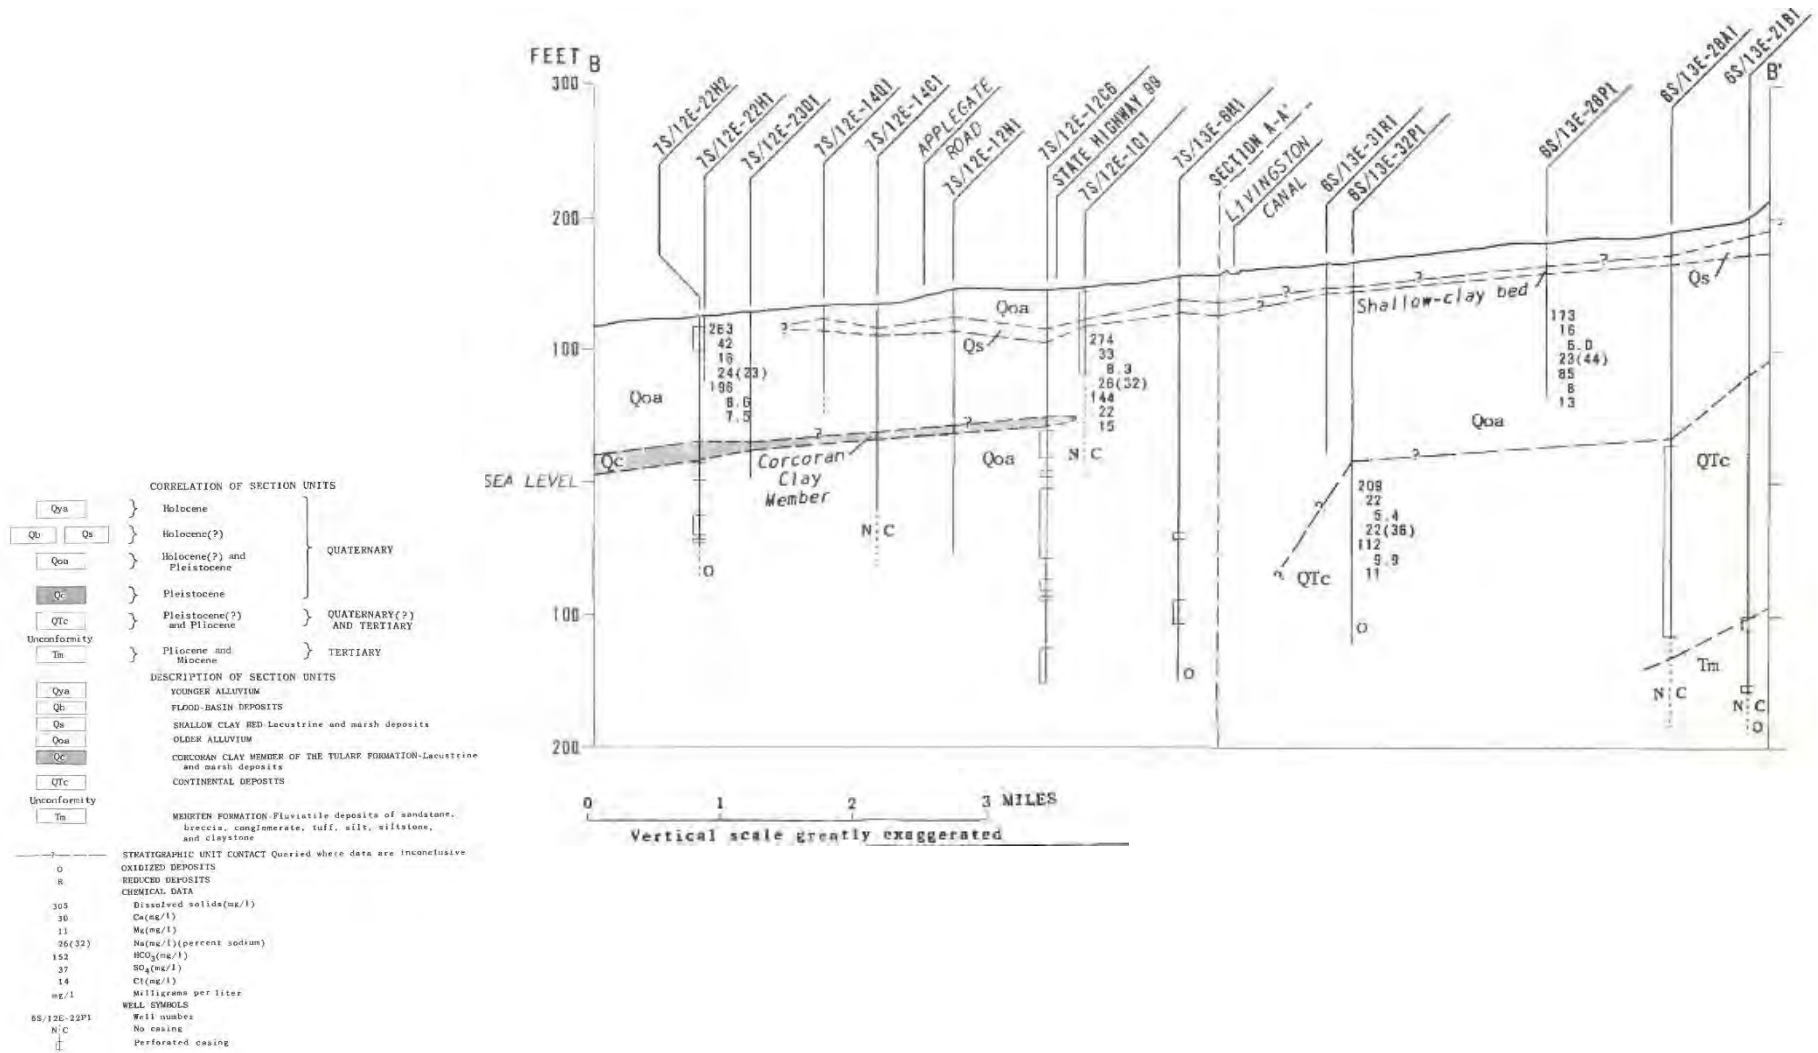 FEET B
300
200
100
SEA LEVEL
100
200
7S/12E-22H2
7S/12E-22H1
7S/12E-23D1
7S/12E-14Q1
7S/12E-14C1
APPLEGATE
ROAD
7S/12E-12N1
7S/12E-12C6
STATE HIGHWAY 99
7S/12E-1Q1
7S/13E-6M1
SECTION A-A'
LIVINGSTON
CANAL
6S/13E-31R1
6S/13E-32P1
6S/13E-28P1
6S/13E-28A1
6S/13E-21B1
B'
263
42
16
24(23)
196
8.6
7.5
274
33
8.3
26(32)
144
22
15
209
22
5.4
22(36)
112
9.9
11
173
16
6.0
23(44)
85
8
13
Qoa
Qoa
Qs
Qc
Corcoran
Clay
Member
Qoa
Shallow-clay bed
Qs
Qoa
QTc
QTc
Tm
N C
N C
N C
N C
O
O
O
O
?
?
?
?
?
?
?
?
?
?
?
0 1 2 3 MILES
Vertical scale greatly exaggerated
CORRELATION OF SECTION UNITS
Qya } Holocene
Qb Qs } Holocene(?)
Qoa } Holocene(?) and
Pleistocene
QUATERNARY
Qc } Pleistocene
QTc } Pleistocene(?)
and Pliocene
} QUATERNARY(?)
AND TERTIARY
Unconformity
Tm } Pliocene and
Miocene
} TERTIARY
DESCRIPTION OF SECTION UNITS
Qya YOUNGER ALLUVIUM
Qb FLOOD-BASIN DEPOSITS
Qs SHALLOW CLAY BED-Lacustrine and marsh deposits
Qoa OLDER ALLUVIUM
Qc CORCORAN CLAY MEMBER OF THE TULARE FORMATION-Lacustrine
and marsh deposits
QTc CONTINENTAL DEPOSITS
Unconformity
Tm MEHRTEN FORMATION-Fluviatile deposits of sandstone,
breccia, conglomerate, tuff, silt, siltstone,
and claystone
—?— STRATIGRAPHIC UNIT CONTACT Queried where data are inconclusive
O OXIDIZED DEPOSITS
R REDUCED DEPOSITS
CHEMICAL DATA
305 Dissolved solids(mg/l)
30 Ca(mg/l)
11 Mg(mg/l)
26(32) Na(mg/l)(percent sodium)
152 HCO3(mg/l)
37 SO4(mg/l)
14 Cl(mg/l)
mg/l Milligrams per liter
WELL SYMBOLS
6S/12E-22P1 Well number
N C No casing
Perforated casing